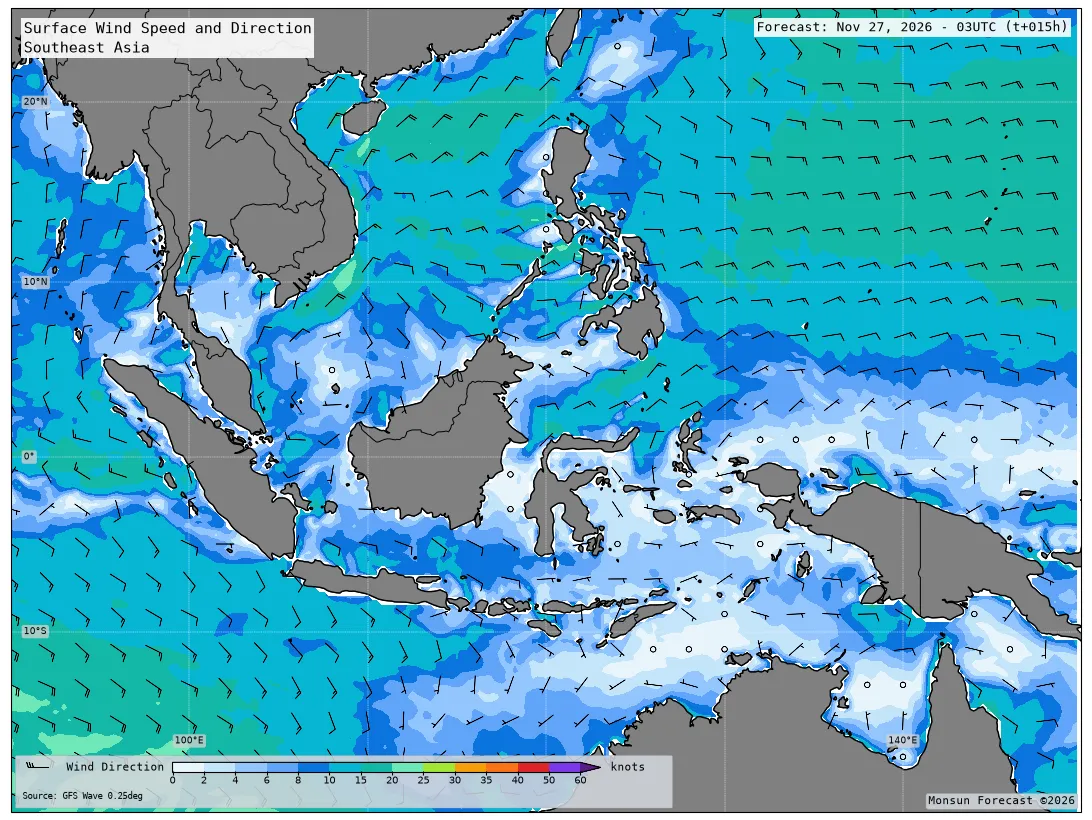 Surface Wind Speed and Direction
Southeast Asia
Forecast: Nov 27, 2026 - 03UTC (t+015h)
20°N
10°N
0°
10°S
100°E
140°E
Wind Direction
knots
0 2 4 6 8 10 15 20 25 30 35 40 50 60
Source: GFS Wave 0.25deg
Monsun Forecast ©2026